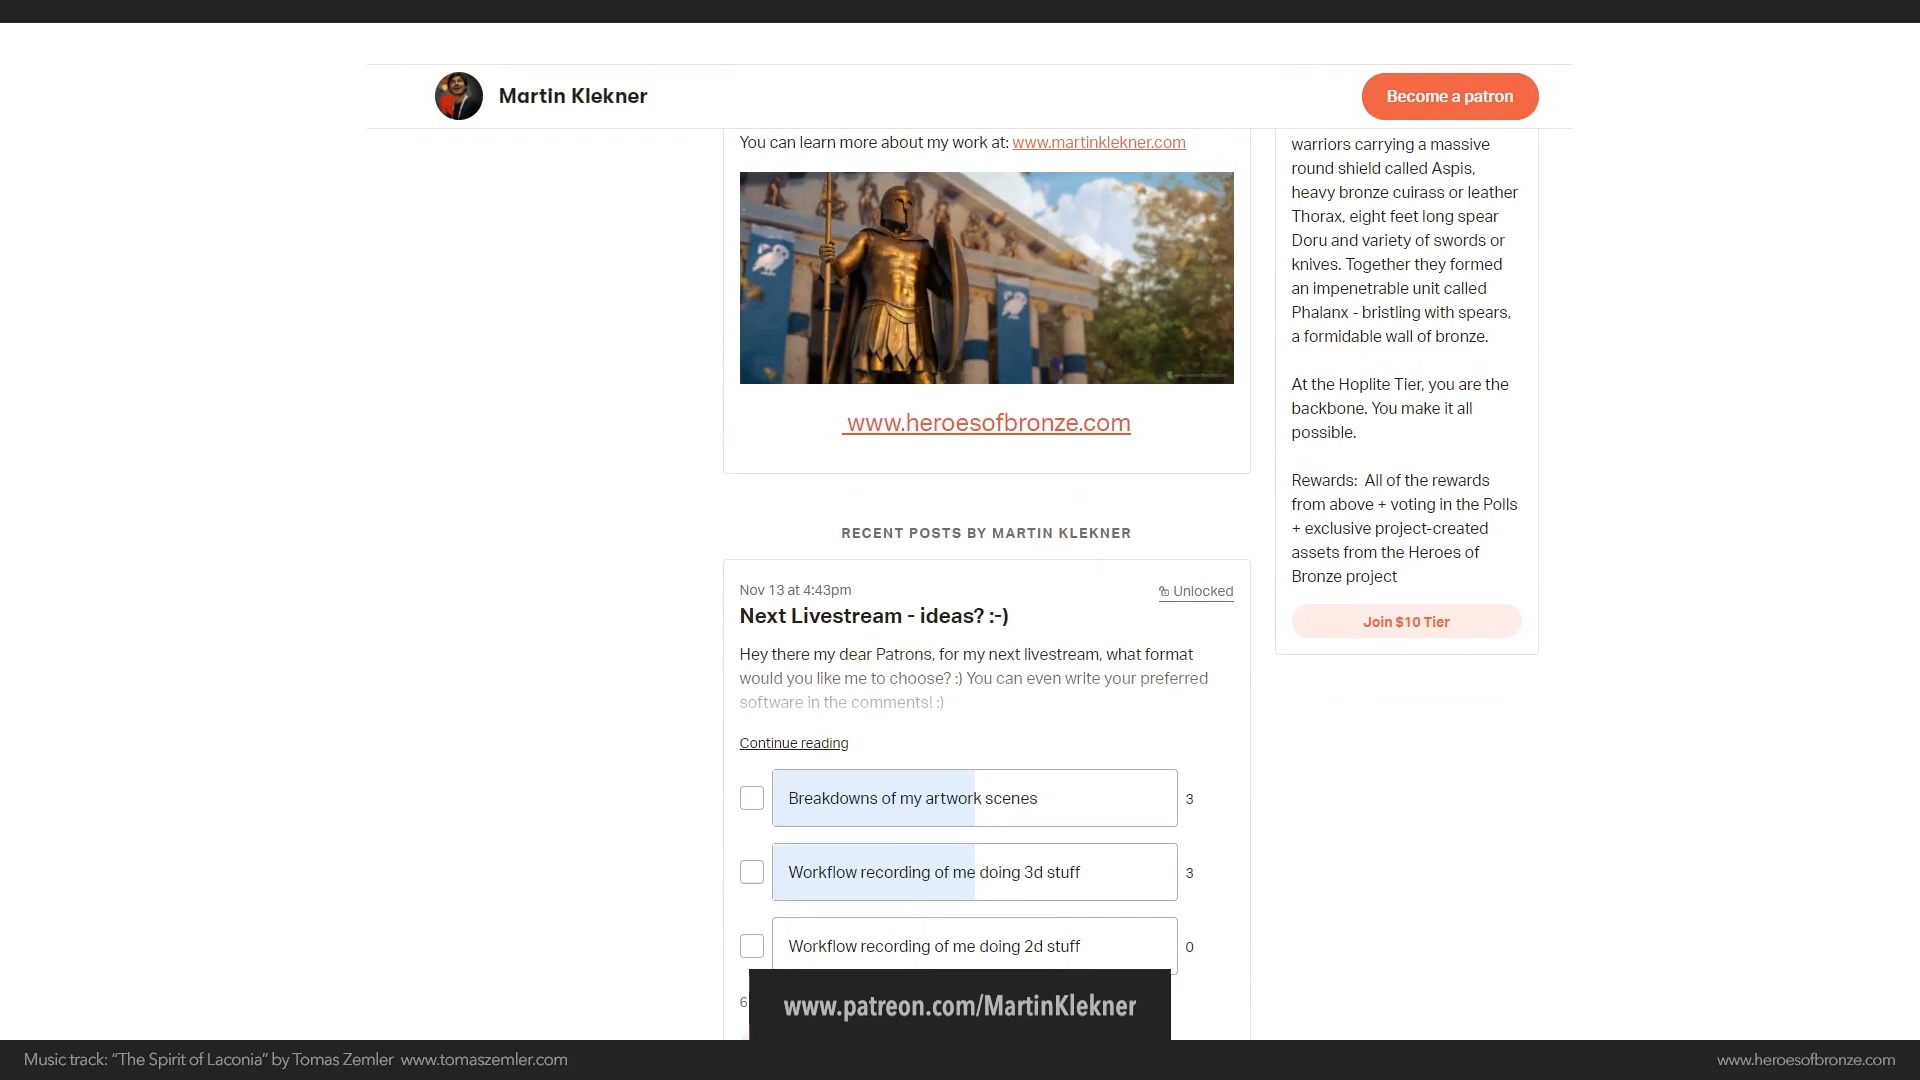 Martin Klekner
Become a patron
You can learn more about my work at: www.martinklekner.com
www.heroesofbronze.com
RECENT POSTS BY MARTIN KLEKNER
Nov 13 at 4:43pm
Unlocked
Next Livestream - ideas? :-)
Hey there my dear Patrons, for my next livestream, what format
would you like me to choose? :) You can even write your preferred
software in the comments! :)
Continue reading
Breakdowns of my artwork scenes
3
Workflow recording of me doing 3d stuff
3
Workflow recording of me doing 2d stuff
0
6
warriors carrying a massive
round shield called Aspis,
heavy bronze cuirass or leather
Thorax, eight feet long spear
Doru and variety of swords or
knives. Together they formed
an impenetrable unit called
Phalanx - bristling with spears,
a formidable wall of bronze.
At the Hoplite Tier, you are the
backbone. You make it all
possible.
Rewards:  All of the rewards
from above + voting in the Polls
+ exclusive project-created
assets from the Heroes of
Bronze project
Join $10 Tier
www.patreon.com/MartinKlekner
Music track: “The Spirit of Laconia” by Tomas Zemler  www.tomaszemler.com
www.heroesofbronze.com